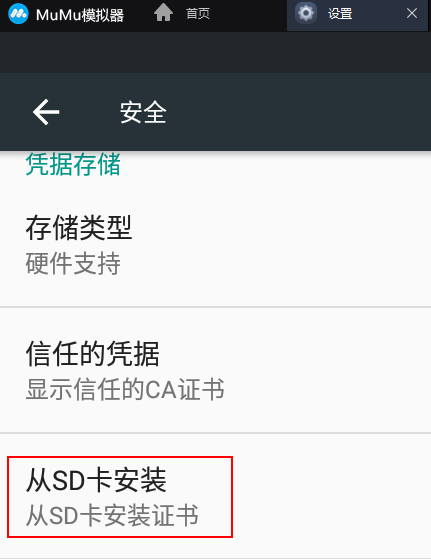 MuMu模拟器 首页 设置
安全
凭据存储
存储类型
硬件支持
信任的凭据
显示信任的CA证书
从SD卡安装
从SD卡安装证书